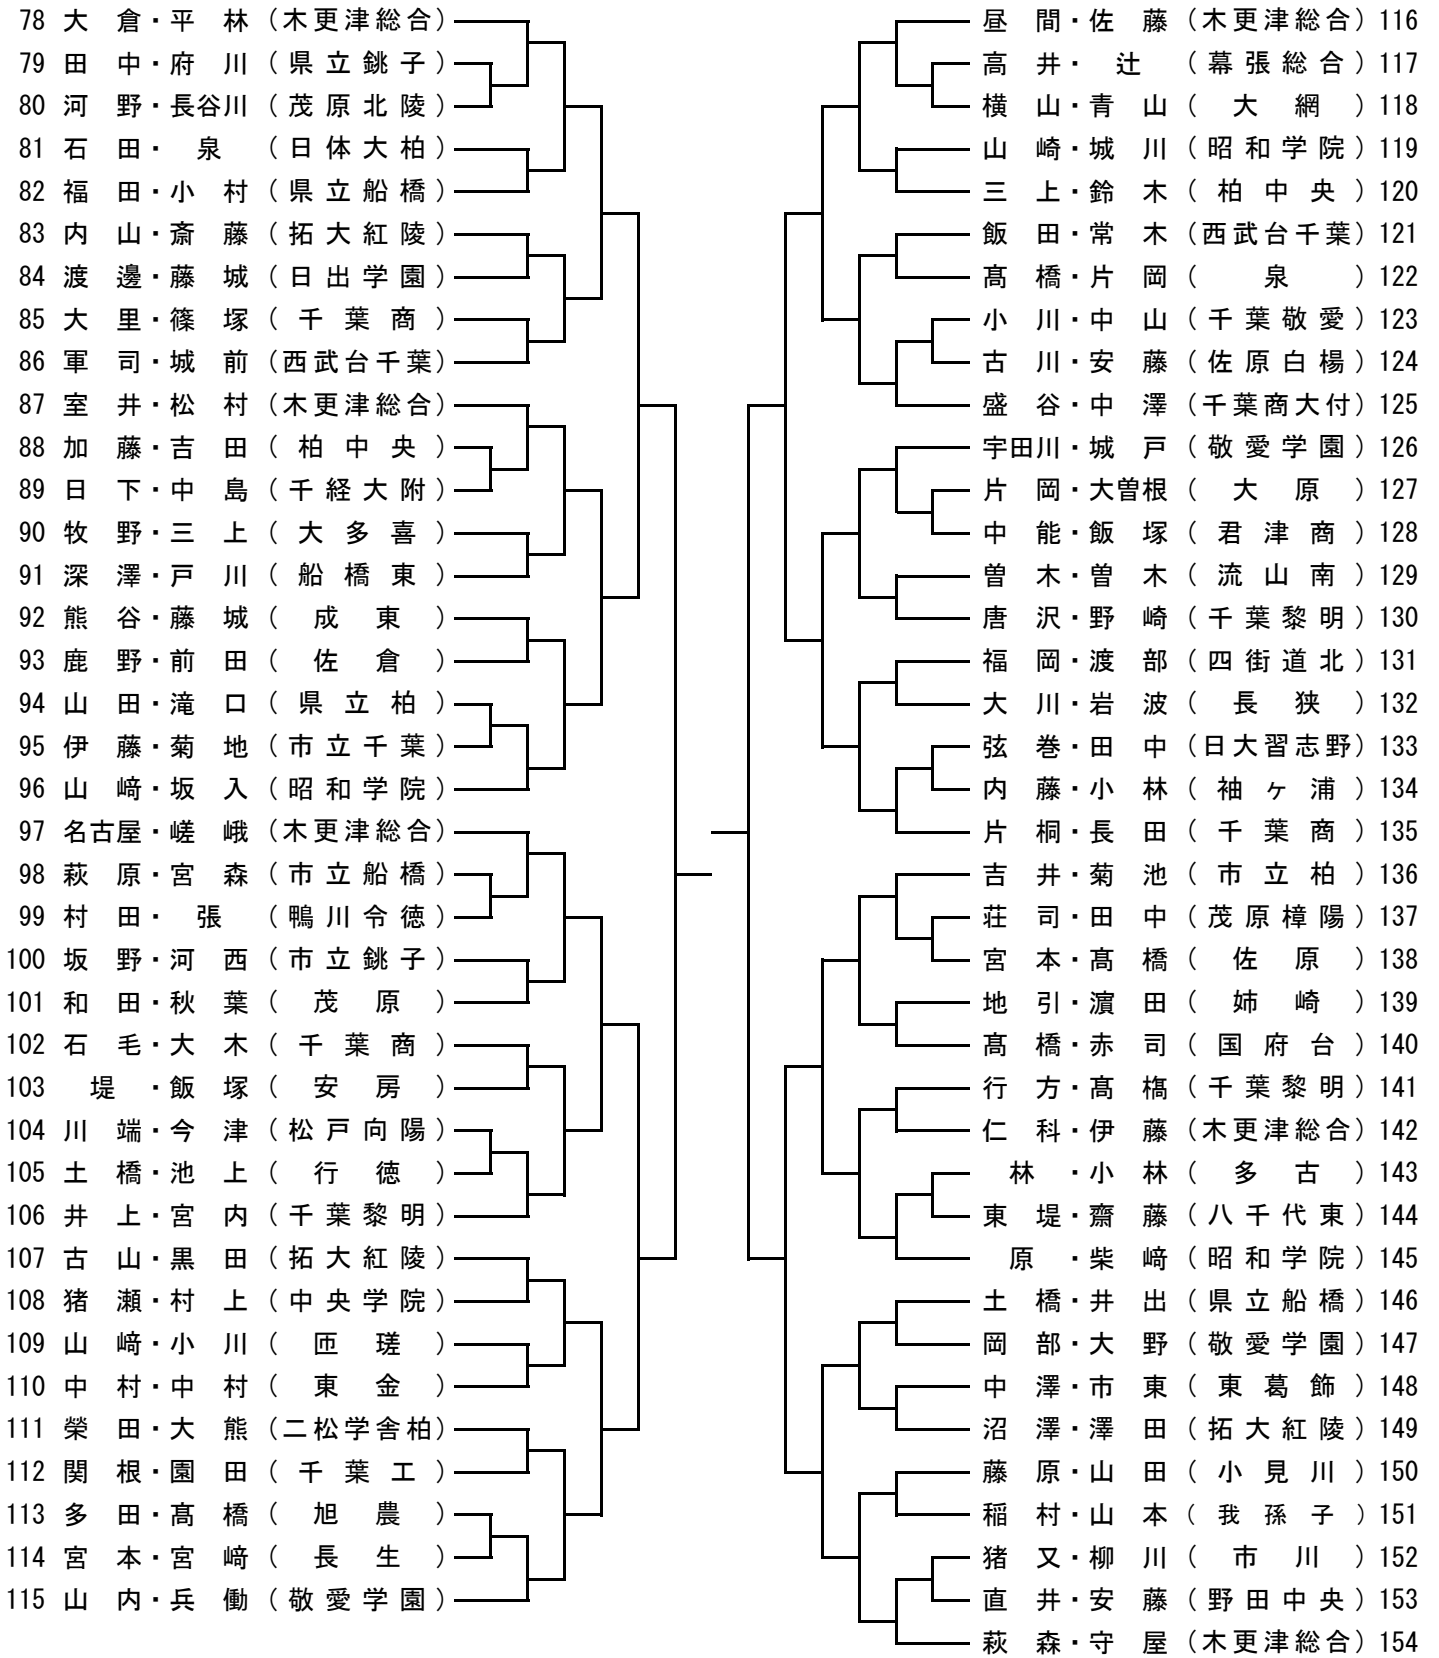 78 大倉・平林（木更津総合）
79 田中・府川（県立銚子）
80 河野・長谷川（茂原北陵）
81 石田・泉（日体大柏）
82 福田・小村（県立船橋）
83 内山・斎藤（拓大紅陵）
84 渡邊・藤城（日出学園）
85 大里・篠塚（千葉商）
86 軍司・城前（西武台千葉）
87 室井・松村（木更津総合）
88 加藤・吉田（柏中央）
89 日下・中島（千経大附）
90 牧野・三上（大多喜）
91 深澤・戸川（船橋東）
92 熊谷・藤城（成東）
93 鹿野・前田（佐倉）
94 山田・滝口（県立柏）
95 伊藤・菊地（市立千葉）
96 山﨑・坂入（昭和学院）
97 名古屋・嵯峨（木更津総合）
98 萩原・宮森（市立船橋）
99 村田・張（鴨川令徳）
100 坂野・河西（市立銚子）
101 和田・秋葉（茂原）
102 石毛・大木（千葉商）
103 堤・飯塚（安房）
104 川端・今津（松戸向陽）
105 土橋・池上（行徳）
106 井上・宮内（千葉黎明）
107 古山・黒田（拓大紅陵）
108 猪瀬・村上（中央学院）
109 山﨑・小川（匝瑳）
110 中村・中村（東金）
111 榮田・大熊（二松学舎柏）
112 関根・園田（千葉工）
113 多田・髙橋（旭農）
114 宮本・宮﨑（長生）
115 山内・兵働（敬愛学園）
昼間・佐藤（木更津総合）116
高井・辻（幕張総合）117
横山・青山（大網）118
山崎・城川（昭和学院）119
三上・鈴木（柏中央）120
飯田・常木（西武台千葉）121
髙橋・片岡（泉）122
小川・中山（千葉敬愛）123
古川・安藤（佐原白楊）124
盛谷・中澤（千葉商大付）125
宇田川・城戸（敬愛学園）126
片岡・大曽根（大原）127
中能・飯塚（君津商）128
曽木・曽木（流山南）129
唐沢・野崎（千葉黎明）130
福岡・渡部（四街道北）131
大川・岩波（長狭）132
弦巻・田中（日大習志野）133
内藤・小林（袖ヶ浦）134
片桐・長田（千葉商）135
吉井・菊池（市立柏）136
荘司・田中（茂原樟陽）137
宮本・髙橋（佐原）138
地引・濵田（姉崎）139
髙橋・赤司（国府台）140
行方・髙槗（千葉黎明）141
仁科・伊藤（木更津総合）142
林・小林（多古）143
東堤・齋藤（八千代東）144
原・柴﨑（昭和学院）145
土橋・井出（県立船橋）146
岡部・大野（敬愛学園）147
中澤・市東（東葛飾）148
沼澤・澤田（拓大紅陵）149
藤原・山田（小見川）150
稲村・山本（我孫子）151
猪又・柳川（市川）152
直井・安藤（野田中央）153
萩森・守屋（木更津総合）154